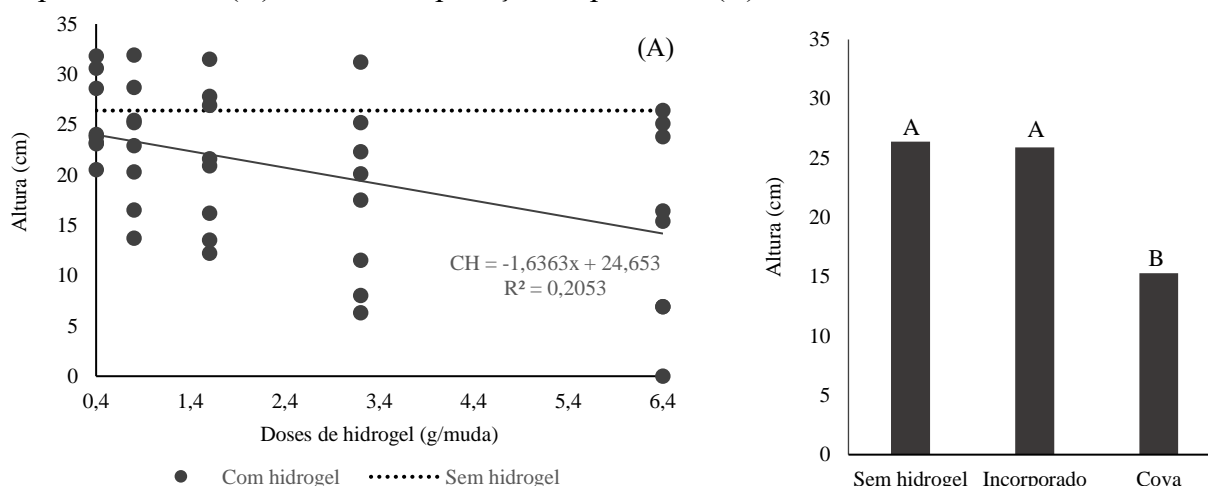 35
30
25
20
15
10
5
0
Altura (cm)
(A)
CH = -1,6363x + 24,653
R² = 0,2053
0,4 1,4 2,4 3,4 4,4 5,4 6,4
Doses de hidrogel (g/muda)
Com hidrogel Sem hidrogel
35
30
25
20
15
10
5
0
Altura (cm)
A A B
Sem hidrogel Incorporado Cova